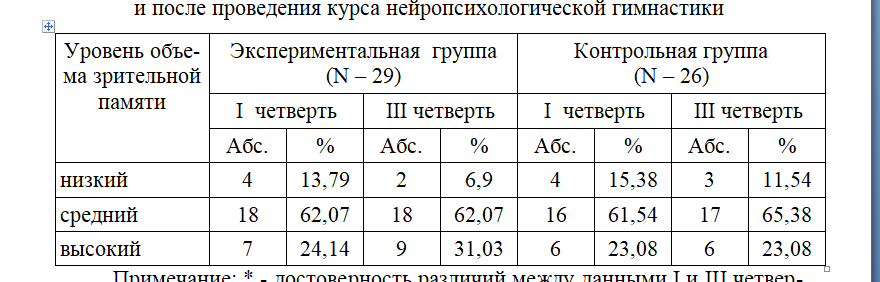 и после проведения курса нейропсихологической гимнастики
Уровень объе-
ма зрительной
памяти
Экспериментальная группа
(N – 29)
Контрольная группа
(N – 26)
I четверть III четверть I четверть III четверть
Абс. % Абс. % Абс. % Абс. %
низкий 4 13,79 2 6,9 4 15,38 3 11,54
средний 18 62,07 18 62,07 16 61,54 17 65,38
высокий 7 24,14 9 31,03 6 23,08 6 23,08
Примечание: * - достоверность различий между данными I и III четвер-